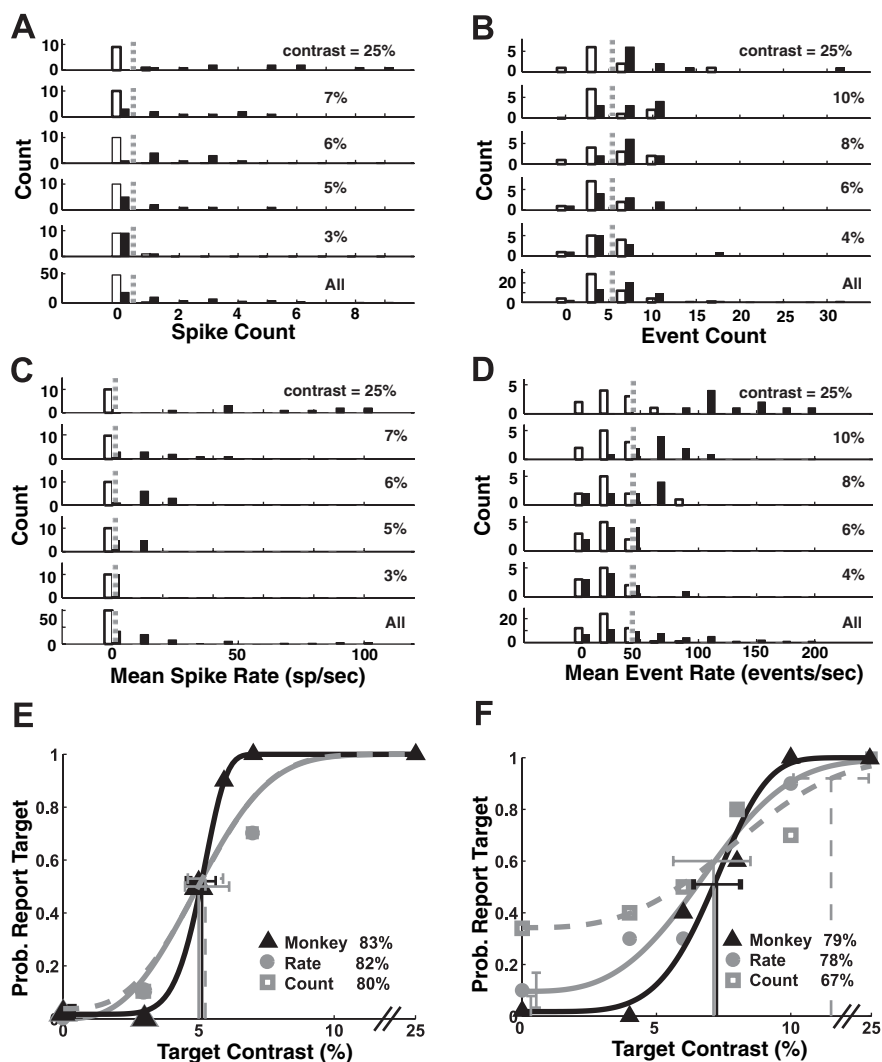 A
B
10
0
contrast = 25%
10
0
7%
10
0
6%
10
0
5%
10
0
3%
50
0
All
Count
0 2 4 6 8
Spike Count
5
0
contrast = 25%
5
0
10%
5
0
8%
5
0
6%
5
0
4%
20
0
All
Count
0 5 10 15 20 25 30
Event Count
C
D
10
0
contrast = 25%
10
0
7%
10
0
6%
10
0
5%
10
0
3%
50
0
All
Count
0 50 100
Mean Spike Rate (sp/sec)
5
0
contrast = 25%
5
0
10%
5
0
8%
5
0
6%
5
0
4%
20
0
All
Count
0 50 100 150 200
Mean Event Rate (events/sec)
E
F
1
0.8
0.6
0.4
0.2
0
Prob. Report Target
Monkey 83%
Rate 82%
Count 80%
0 5 10 25
Target Contrast (%)
1
0.8
0.6
0.4
0.2
0
Prob. Report Target
Monkey 79%
Rate 78%
Count 67%
0 5 10 25
Target Contrast (%)